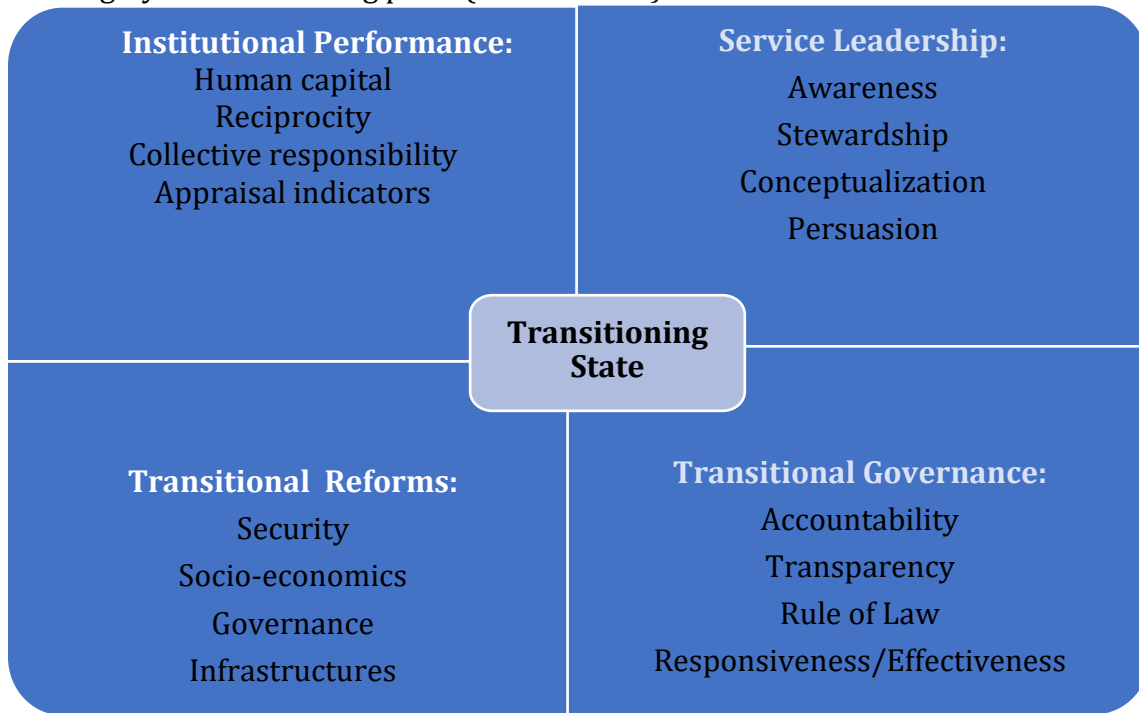 Institutional Performance:
Human capital
Reciprocity
Collective responsibility
Appraisal indicators
Service Leadership:
Awareness
Stewardship
Conceptualization
Persuasion
Transitioning
State
Transitional Reforms:
Security
Socio-economics
Governance
Infrastructures
Transitional Governance:
Accountability
Transparency
Rule of Law
Responsiveness/Effectiveness